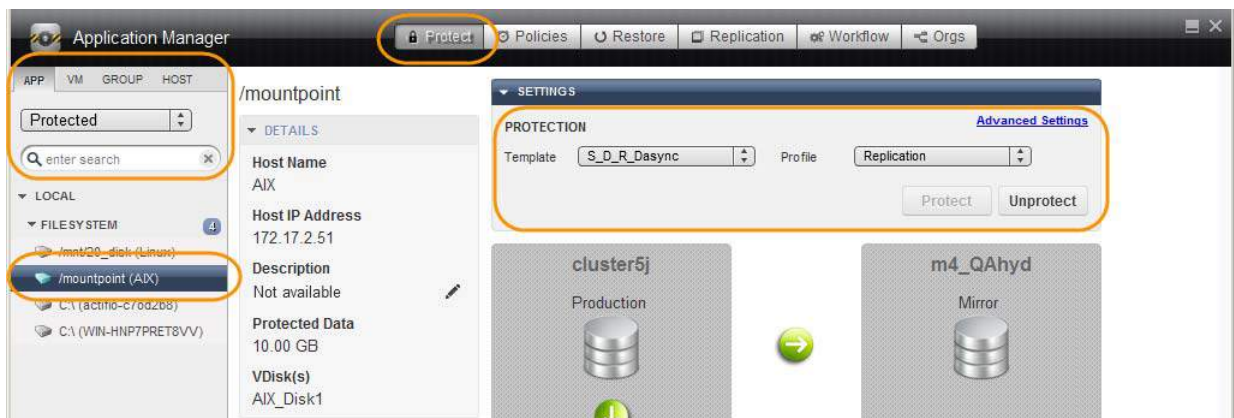 Application Manager
Protect
Policies
Restore
Replication
Workflow
Orgs
APP VM GROUP HOST
Protected
enter search
LOCAL
FILESYSTEM 4
/mnt/20_disk (Linux)
/mountpoint (AIX)
C:\ (actifio-c76d2b8)
C:\ (WIN-HNP7PRET8VV)
/mountpoint
DETAILS
Host Name
AIX
Host IP Address
172.17.2.51
Description
Not available
Protected Data
10.00 GB
VDisk(s)
AIX_Disk1
SETTINGS
PROTECTION
Advanced Settings
Template S_D_R_Dasync Profile Replication
Protect Unprotect
cluster5j
Production
m4_QAhyd
Mirror